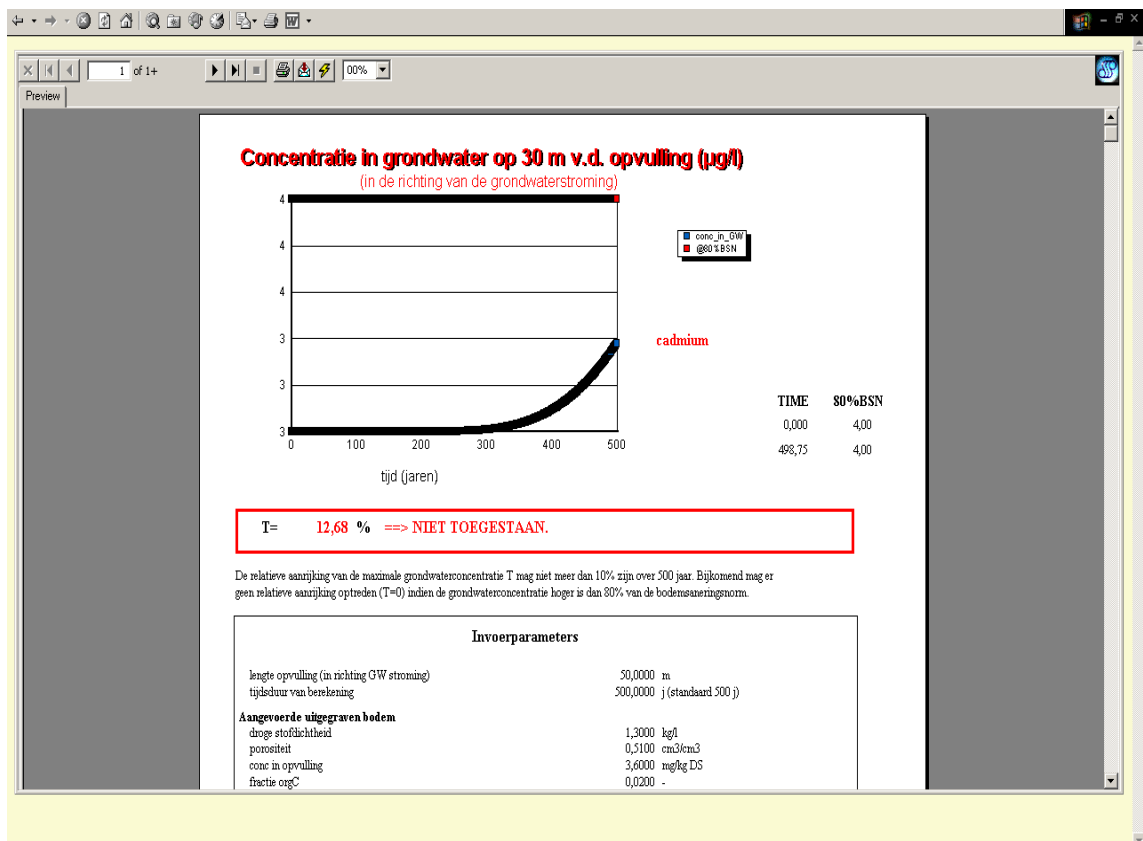 1 of 1+
00%
Preview
Concentratie in grondwater op 30 m v.d. opvulling (µg/l)
(in de richting van de grondwaterstroming)
4
4
4
3
3
3
0 100 200 300 400 500
tijd (jaren)
conc_in_GW
@80%BSN
cadmium
TIME 80%BSN
0,000 4,00
498,75 4,00
T= 12,68 % ==> NIET TOEGESTAAN.
De relatieve aanrijking van de maximale grondwaterconcentratie T mag niet meer dan 10% zijn over 500 jaar. Bijkomend mag er
geen relatieve aanrijking optreden (T=0) indien de grondwaterconcentratie hoger is dan 80% van de bodemsaneringsnorm.
Invoerparameters
lengte opvulling (in richting GW stroming) 50,0000 m
tijdsduur van berekening 500,0000 j (standaard 500 j)
Aangevoerde uitgegraven bodem
droge stofdichtheid 1,3000 kg/l
porositeit 0,5100 cm3/cm3
conc in opvulling 3,6000 mg/kg DS
fractie orgC 0,0200 -